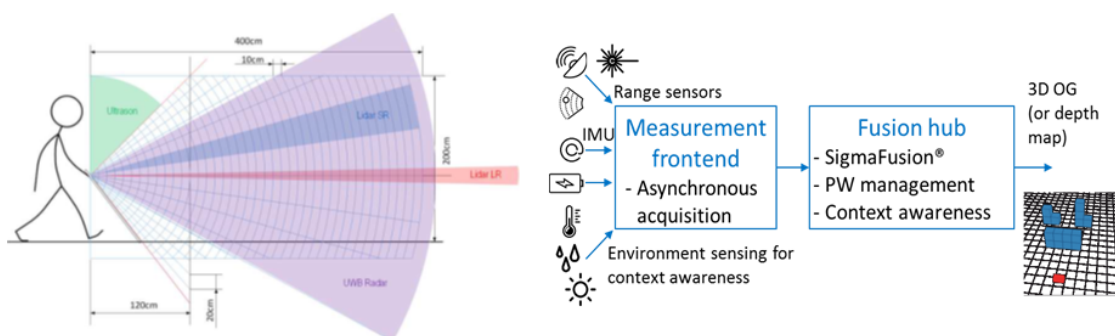 400cm
10cm
Ultrason
Lidar SR
200cm
Lidar LR
UWB Radar
120cm
20cm
Range sensors
IMU
Measurement
frontend
- Asynchronous
acquisition
Environment sensing for
context awareness
Fusion hub
- SigmaFusion®
- PW management
- Context awareness
3D OG
(or depth
map)